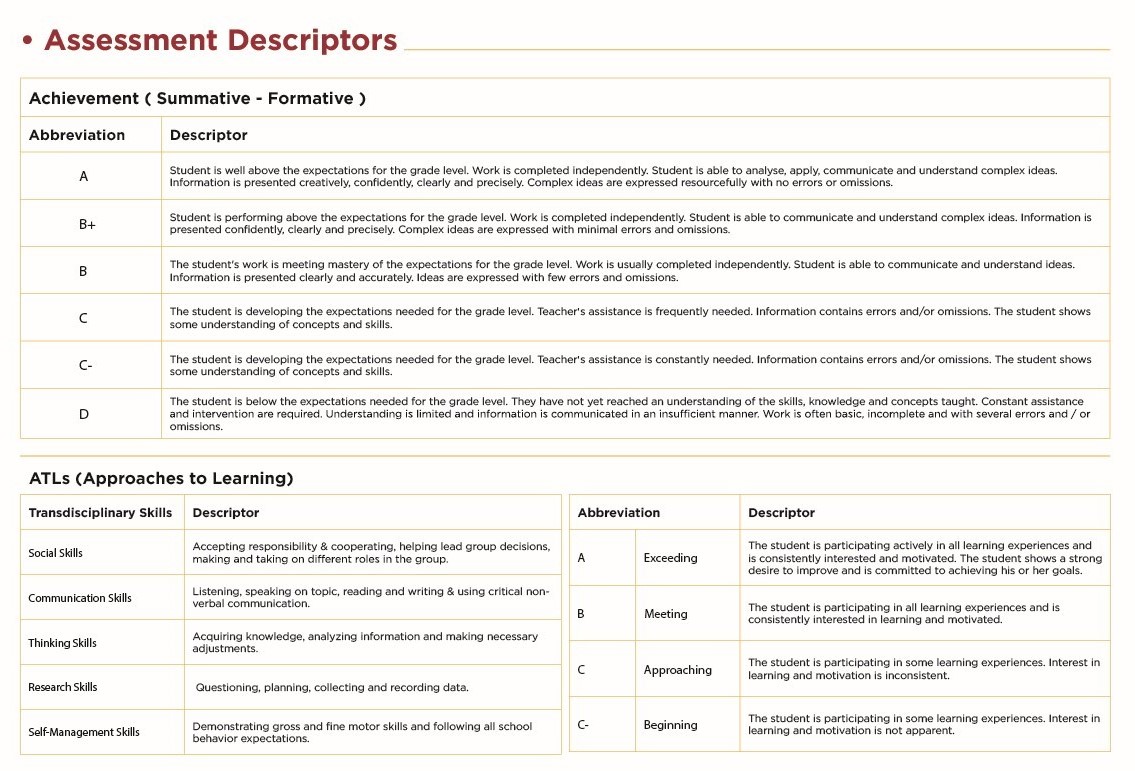 • Assessment Descriptors
Achievement ( Summative - Formative )
Abbreviation
Descriptor
A
Student is well above the expectations for the grade level. Work is completed independently. Student is able to analyse, apply, communicate and understand complex ideas.
Information is presented creatively, confidently, clearly and precisely. Complex ideas are expressed resourcefully with no errors or omissions.
B+
Student is performing above the expectations for the grade level. Work is completed independently. Student is able to communicate and understand complex ideas. Information is
presented confidently, clearly and precisely. Complex ideas are expressed with minimal errors and omissions.
B
The student's work is meeting mastery of the expectations for the grade level. Work is usually completed independently. Student is able to communicate and understand ideas.
Information is presented clearly and accurately. Ideas are expressed with few errors and omissions.
C
The student is developing the expectations needed for the grade level. Teacher's assistance is frequently needed. Information contains errors and/or omissions. The student shows
some understanding of concepts and skills.
C-
The student is developing the expectations needed for the grade level. Teacher's assistance is constantly needed. Information contains errors and/or omissions. The student shows
some understanding of concepts and skills.
D
The student is below the expectations needed for the grade level. They have not yet reached an understanding of the skills, knowledge and concepts taught. Constant assistance
and intervention are required. Understanding is limited and information is communicated in an insufficient manner. Work is often basic, incomplete and with several errors and / or
omissions.
ATLs (Approaches to Learning)
Transdisciplinary Skills
Descriptor
Social Skills
Accepting responsibility & cooperating, helping lead group decisions,
making and taking on different roles in the group.
Communication Skills
Listening, speaking on topic, reading and writing & using critical non-
verbal communication.
Thinking Skills
Acquiring knowledge, analyzing information and making necessary
adjustments.
Research Skills
Questioning, planning, collecting and recording data.
Self-Management Skills
Demonstrating gross and fine motor skills and following all school
behavior expectations.
Abbreviation
Descriptor
A
Exceeding
The student is participating actively in all learning experiences and
is consistently interested and motivated. The student shows a strong
desire to improve and is committed to achieving his or her goals.
B
Meeting
The student is participating in all learning experiences and is
consistently interested in learning and motivated.
C
Approaching
The student is participating in some learning experiences. Interest in
learning and motivation is inconsistent.
C-
Beginning
The student is participating in some learning experiences. Interest in
learning and motivation is not apparent.